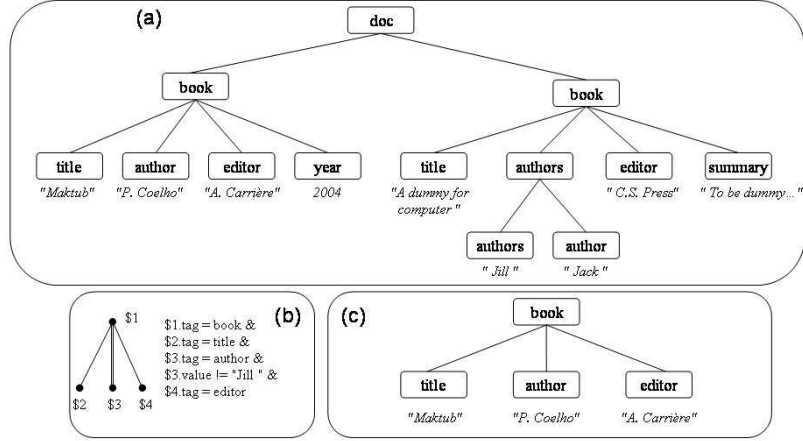 (a)
doc
book book
title author editor year title authors editor summary
"Maktub" "P. Coelho" "A. Carrière" 2004 "A dummy for computer " " C.S. Press" " To be dummy..."
authors author
" Jill " " Jack "
(b)
$1
$2 $3 $4
$1.tag = book &
$2.tag = title &
$3.tag = author &
$3.value != "Jill " &
$4.tag = editor
(c)
book
title author editor
"Maktub" "P. Coelho" "A. Carrière"